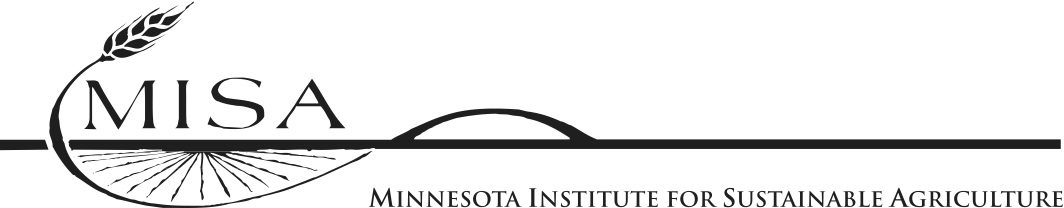 MISA
MINNESOTA INSTITUTE FOR SUSTAINABLE AGRICULTURE